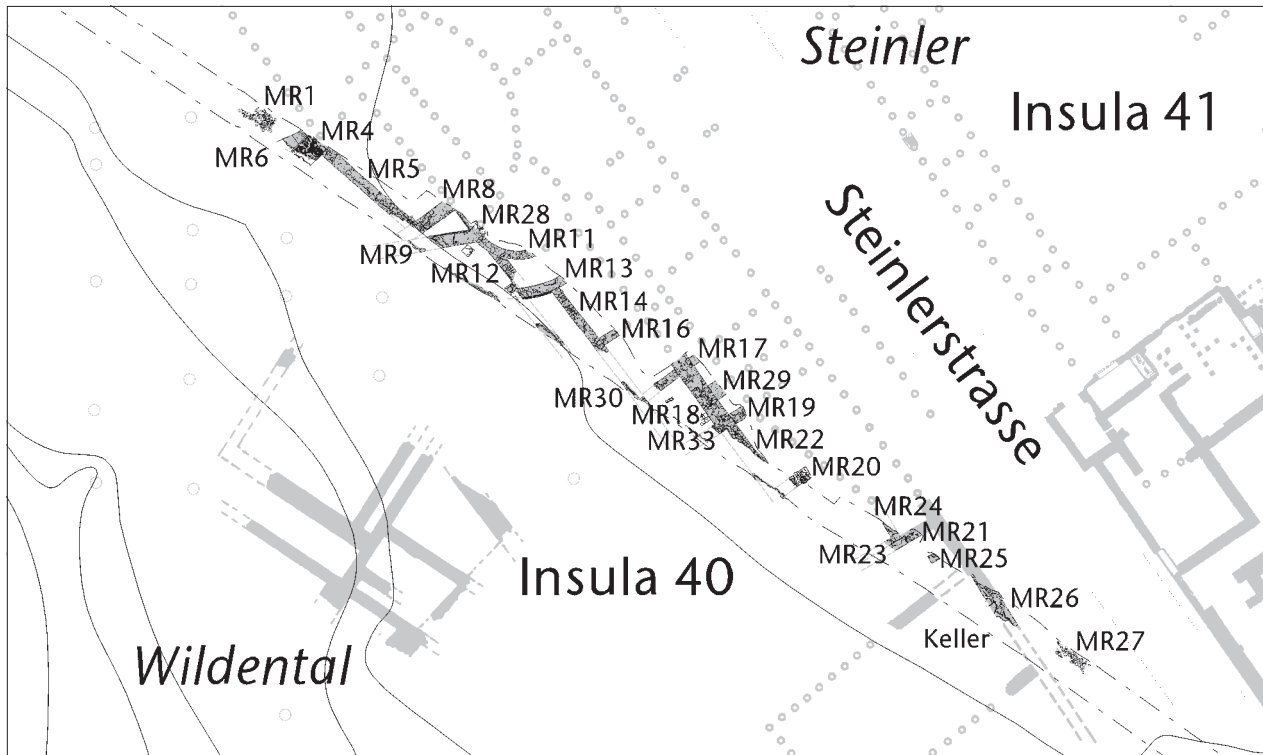 Steinler
Insula 41
MR1
MR4
MR6
MR5
MR8
MR28
MR9
MR11
MR12
MR13
MR14
MR16
Steinlerstrasse
MR17
MR29
MR30
MR18
MR19
MR33
MR22
MR20
MR24
MR21
MR23
MR25
Insula 40
MR26
Keller
MR27
Wildental